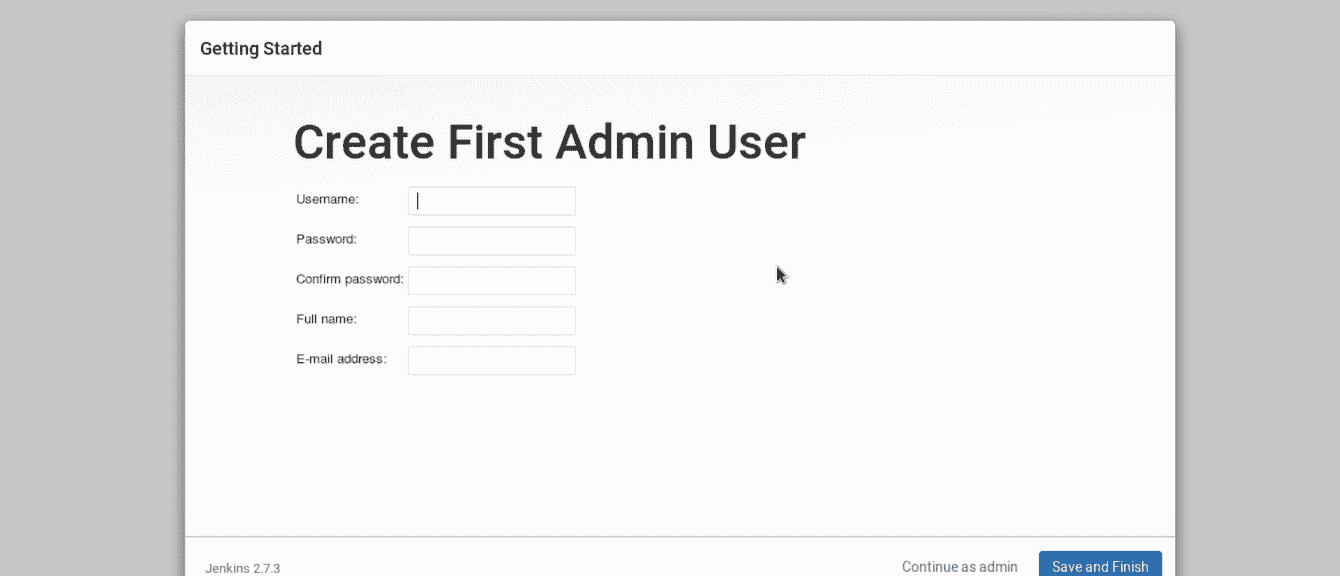 Getting Started
Create First Admin User
Username:
Password:
Confirm password:
Full name:
E-mail address:
Jenkins 2.7.3
Continue as admin
Save and Finish